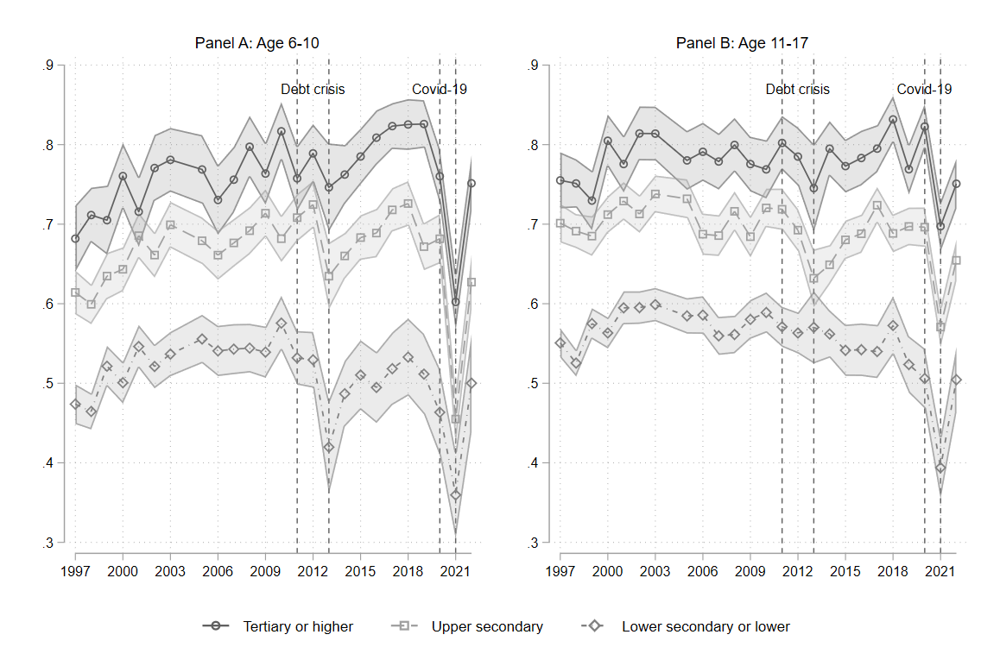 Panel A: Age 6-10
Panel B: Age 11-17
.9
.8
.7
.6
.5
.4
.3
Debt crisis
Covid-19
1997 2000 2003 2006 2009 2012 2015 2018 2021
.9
.8
.7
.6
.5
.4
.3
Debt crisis
Covid-19
1997 2000 2003 2006 2009 2012 2015 2018 2021
Tertiary or higher
Upper secondary
Lower secondary or lower